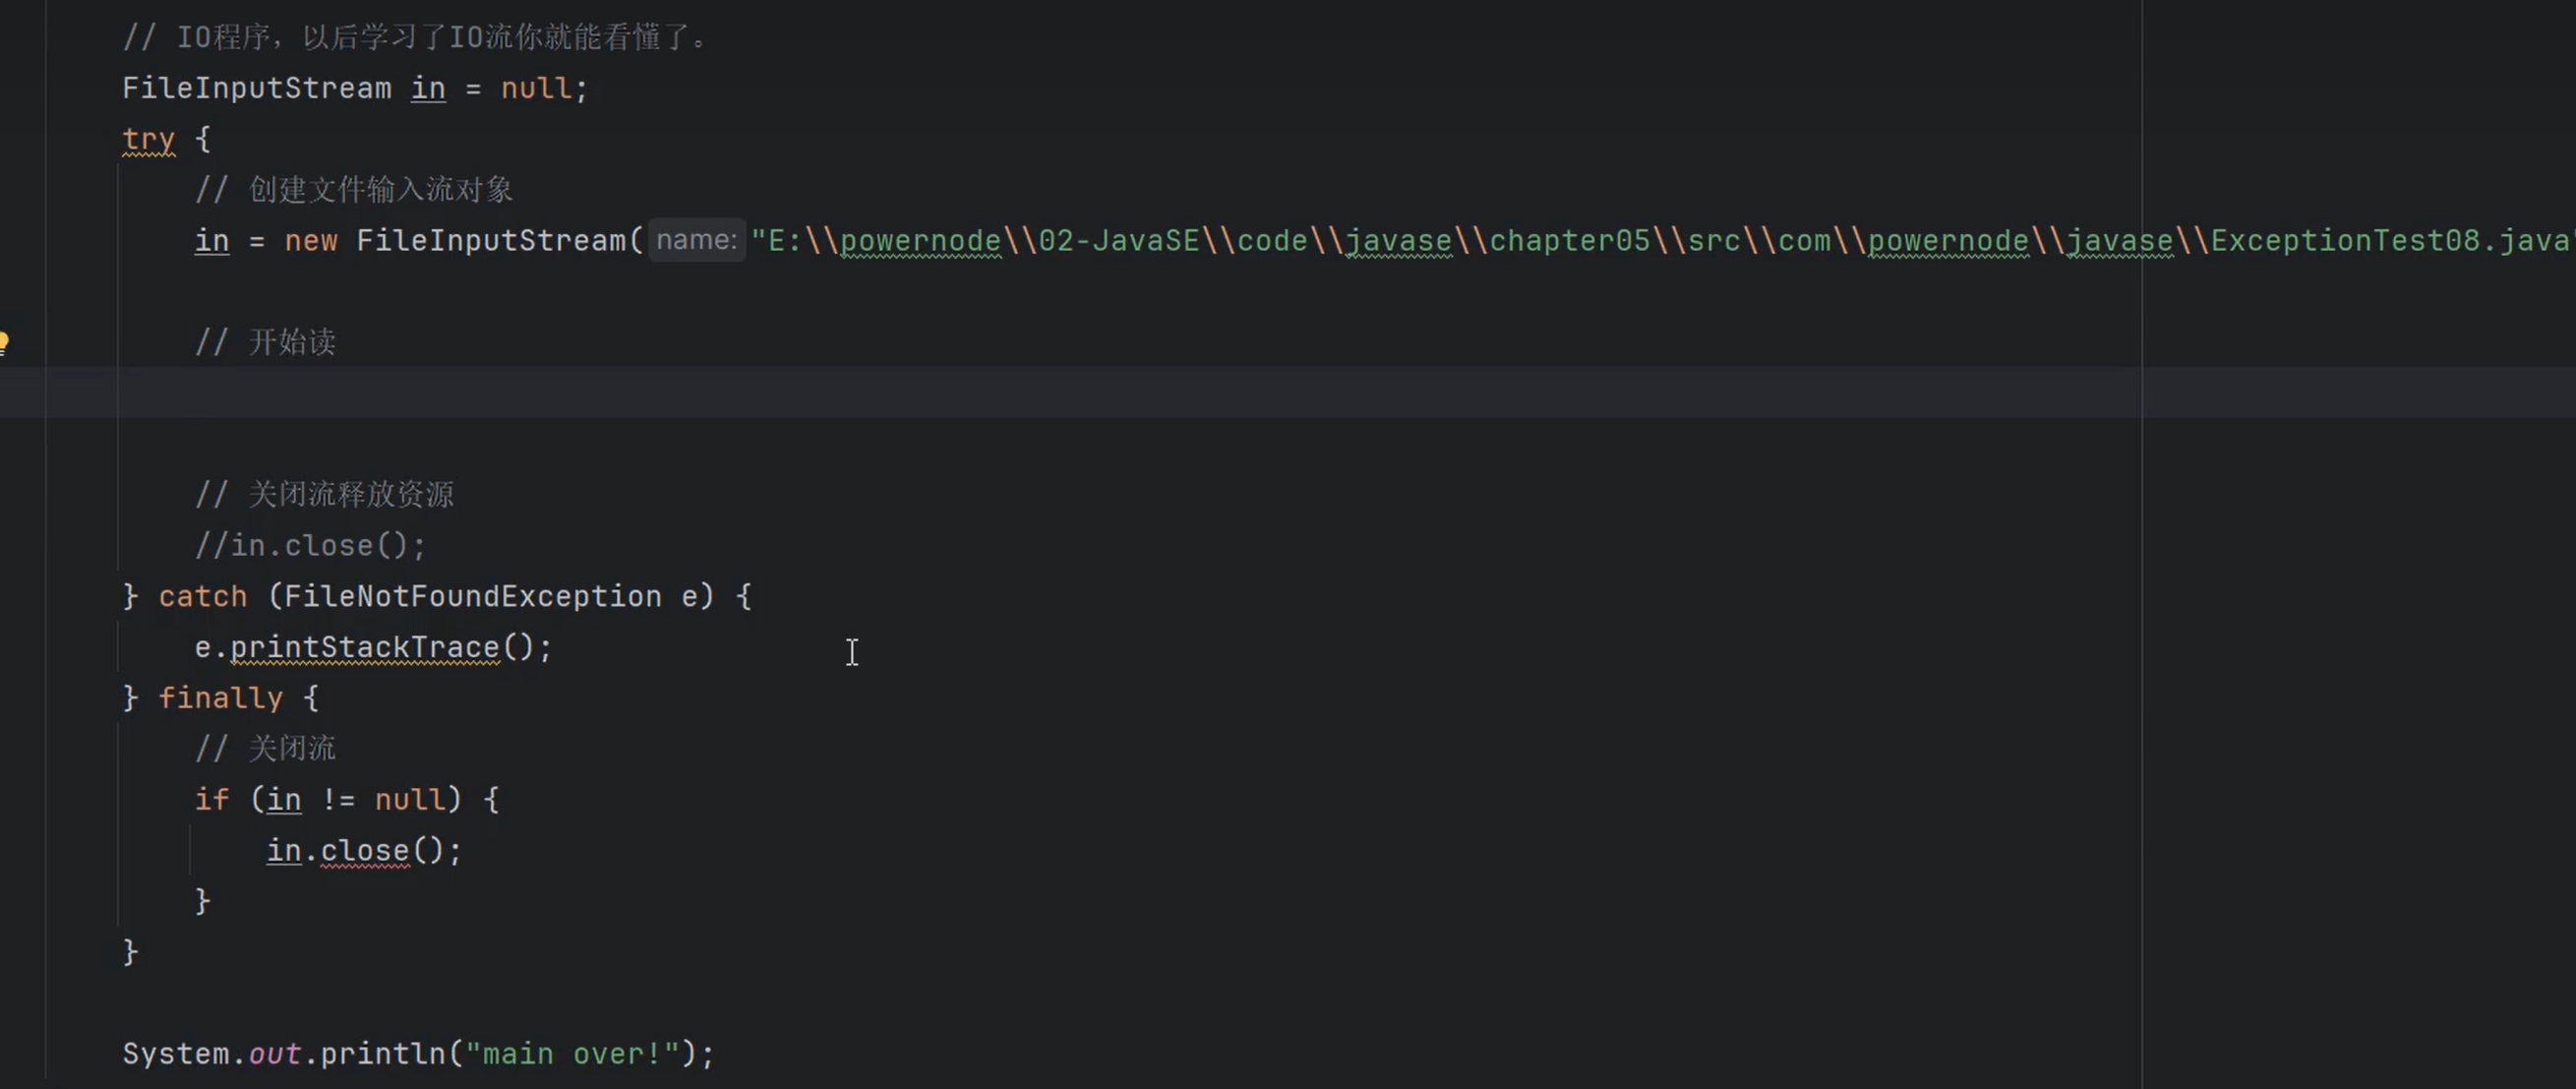 // IO程序，以后学习了IO流你就能看懂了。
FileInputStream in = null;
try {
// 创建文件输入流对象
in = new FileInputStream( name: "E:\\powernode\\02-JavaSE\\code\\javase\\chapter05\\src\\com\\powernode\\javase\\ExceptionTest08.java"
// 开始读
// 关闭流释放资源
//in.close();
} catch (FileNotFoundException e) {
e.printStackTrace();
} finally {
// 关闭流
if (in != null) {
in.close();
}
}
System.out.println("main over!");